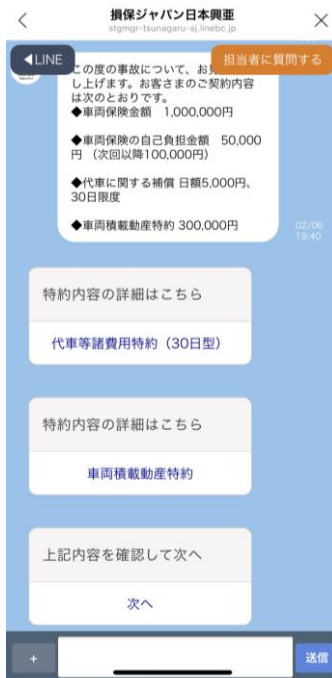 損保ジャパン日本興亜
stgmgr-tsunagaru-sj.linebc.jp
◀LINE
担当者に質問する
この度の事故について、お見
し上げます。お客さまのご契約内容
は次のとおりです。
◆車両保険金額 1,000,000円
◆車両保険の自己負担金額 50,000
円 （次回以降100,000円）
◆代車に関する補償 日額5,000円、
30日限度
◆車両積載動産特約 300,000円
02/06
19:40
特約内容の詳細はこちら
代車等諸費用特約（30日型）
特約内容の詳細はこちら
車両積載動産特約
上記内容を確認して次へ
次へ
+
送信